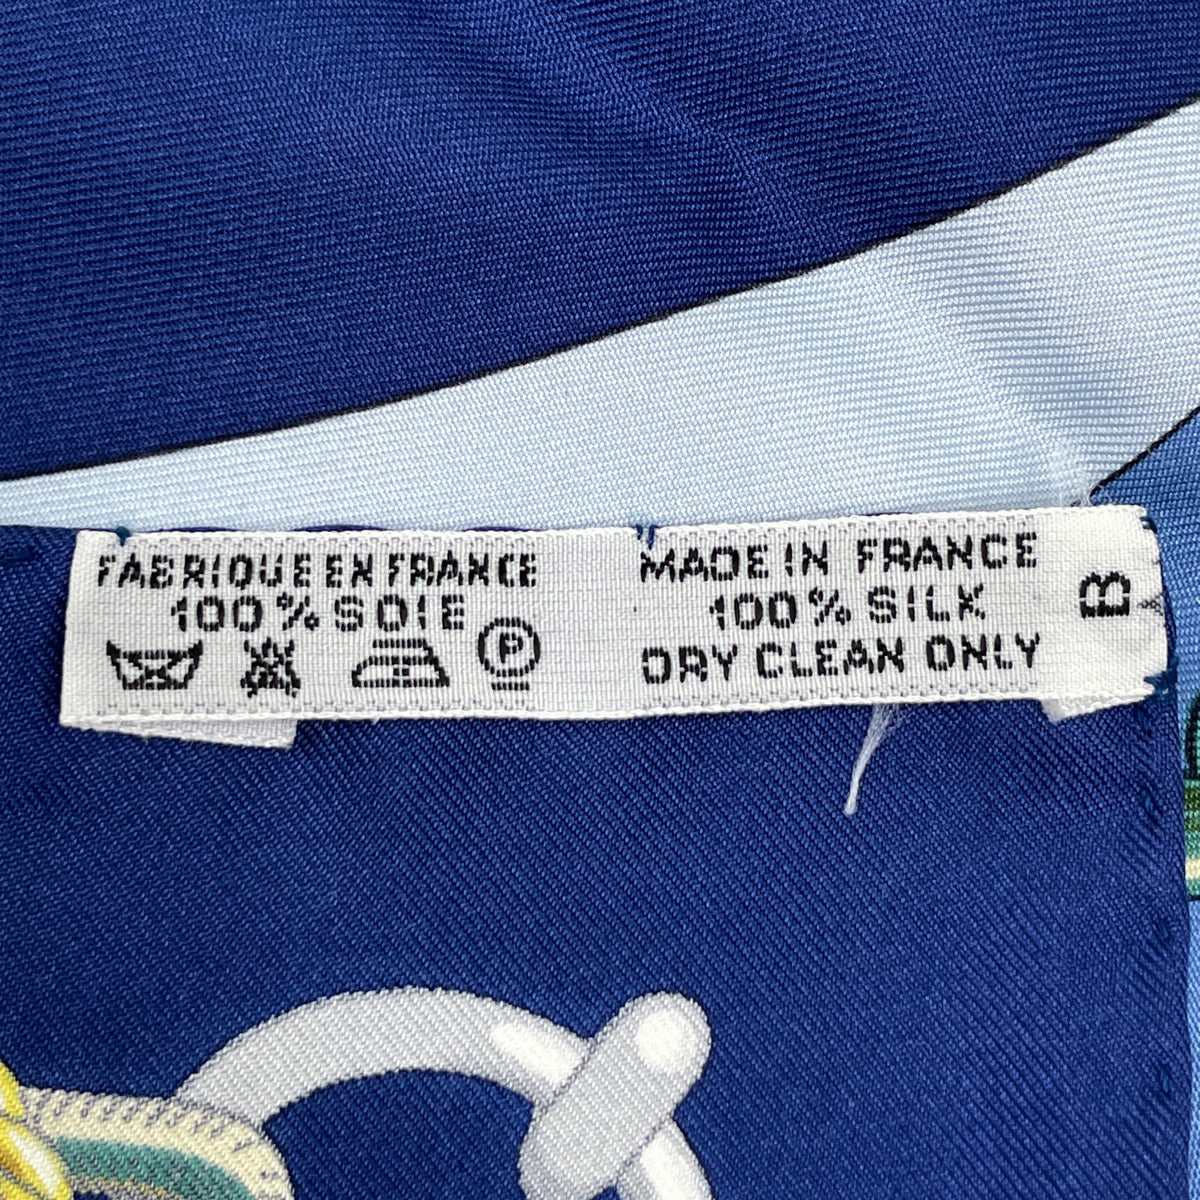 FABRIQUE EN FRANCE
100% SOIE
P
MADE IN FRANCE
100% SILK
DRY CLEAN ONLY
B